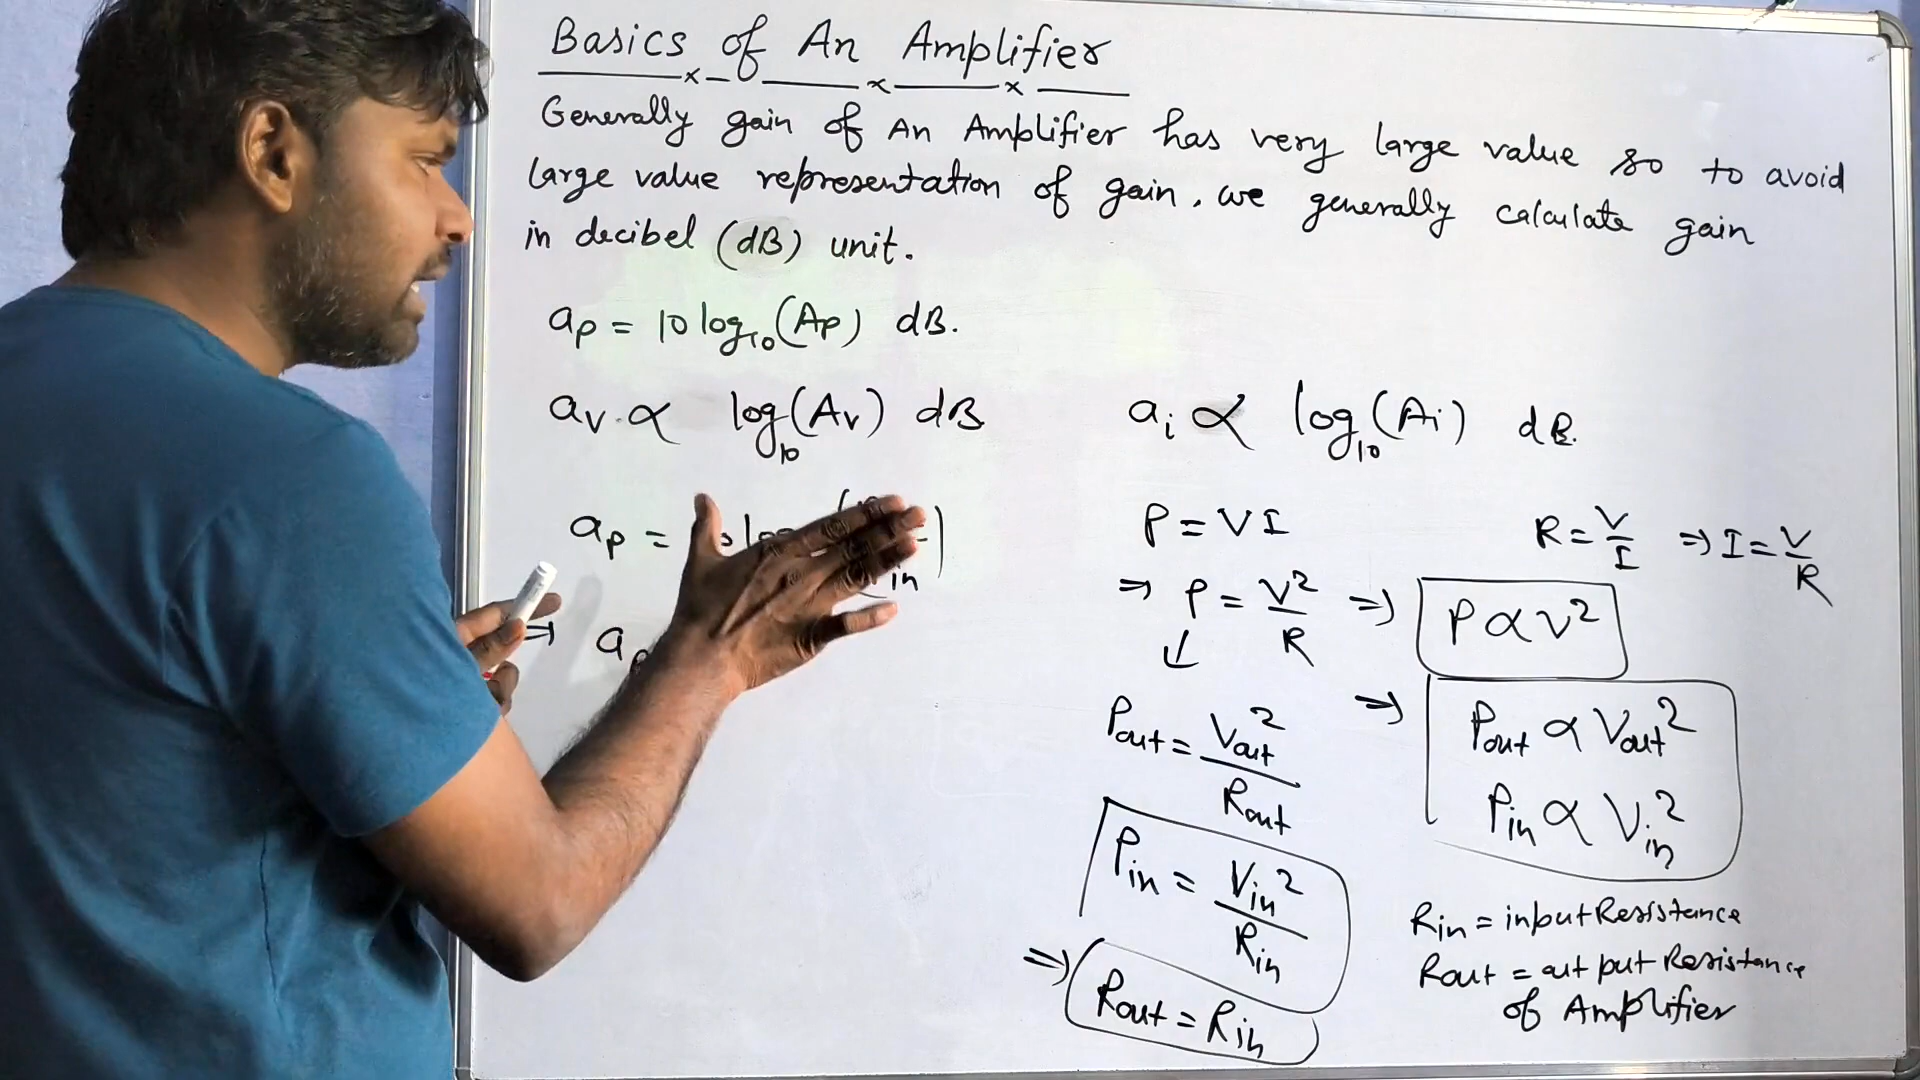 Basics of An Amplifier
Generally gain of An Amplifier has very large value so to avoid
large value representation of gain, we generally calculate gain
in decibel (dB) unit.
ap = 10 log₁₀(Ap) dB.
av. ∝ log₁₀(Av) dB
ai ∝ log₁₀(Ai) dB.
ap =
in
⇒ a
P = VI
R = V/I ⇒ I = V/R
⇒ P = V²/R ⇒ P ∝ V²
↓
Pout = Vout²/Rout
⇒ Pout ∝ Vout²
Pin ∝ Vin²
Pin = Vin²/Rin
⇒ Rout = Rin
Rin = input Resistance
Rout = output Resistance
of Amplifier